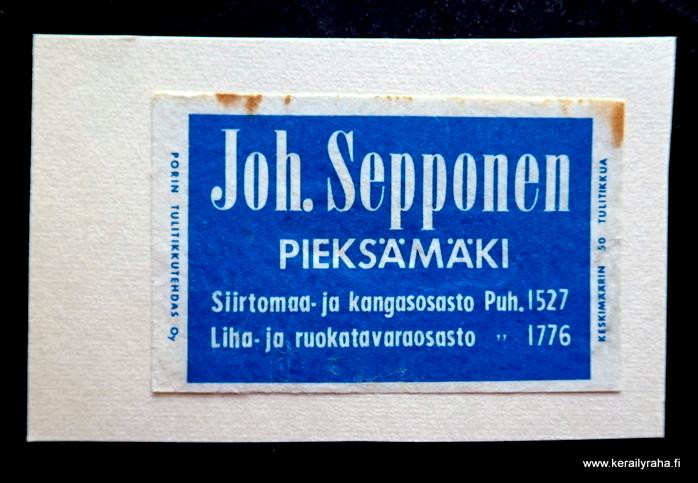 Joh. Sepponen
PIEKSÄMÄKI
Siirtomaa- ja kangasosasto Puh. 1527
Liha- ja ruokatavaraosasto ,, 1776
PORIN TULITIKKUTEHDAS Oy
KESKIMÄÄRIN 50 TULITIKKUA
www.kerailyraha.fi